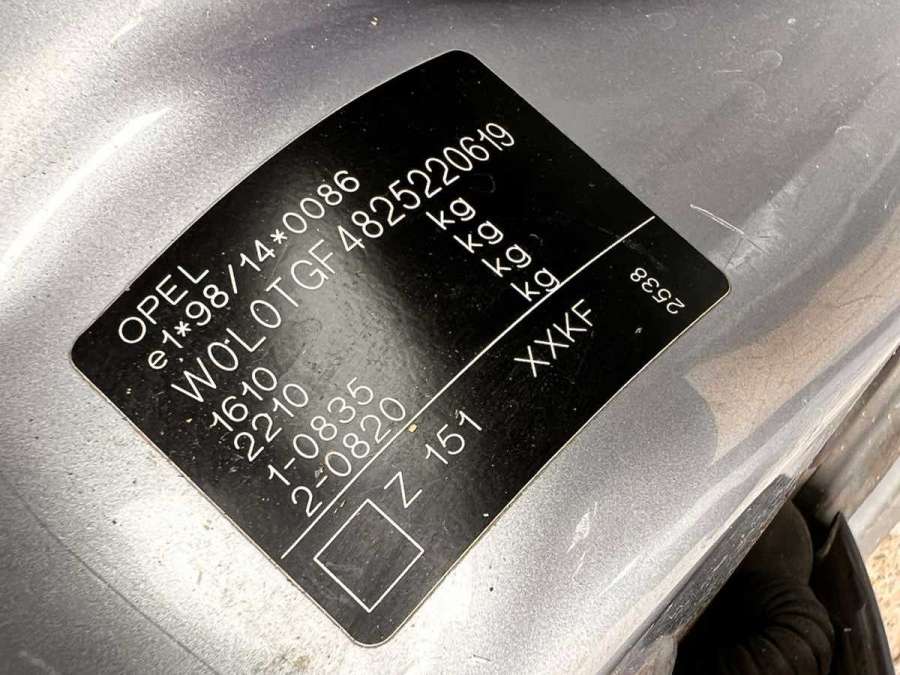 OPEL
e1*98/14*0086
W0L0TGF4825220619
1610 kg
2210 kg
1-0835 kg
2-0820 kg
Z 151 XXKF
2538